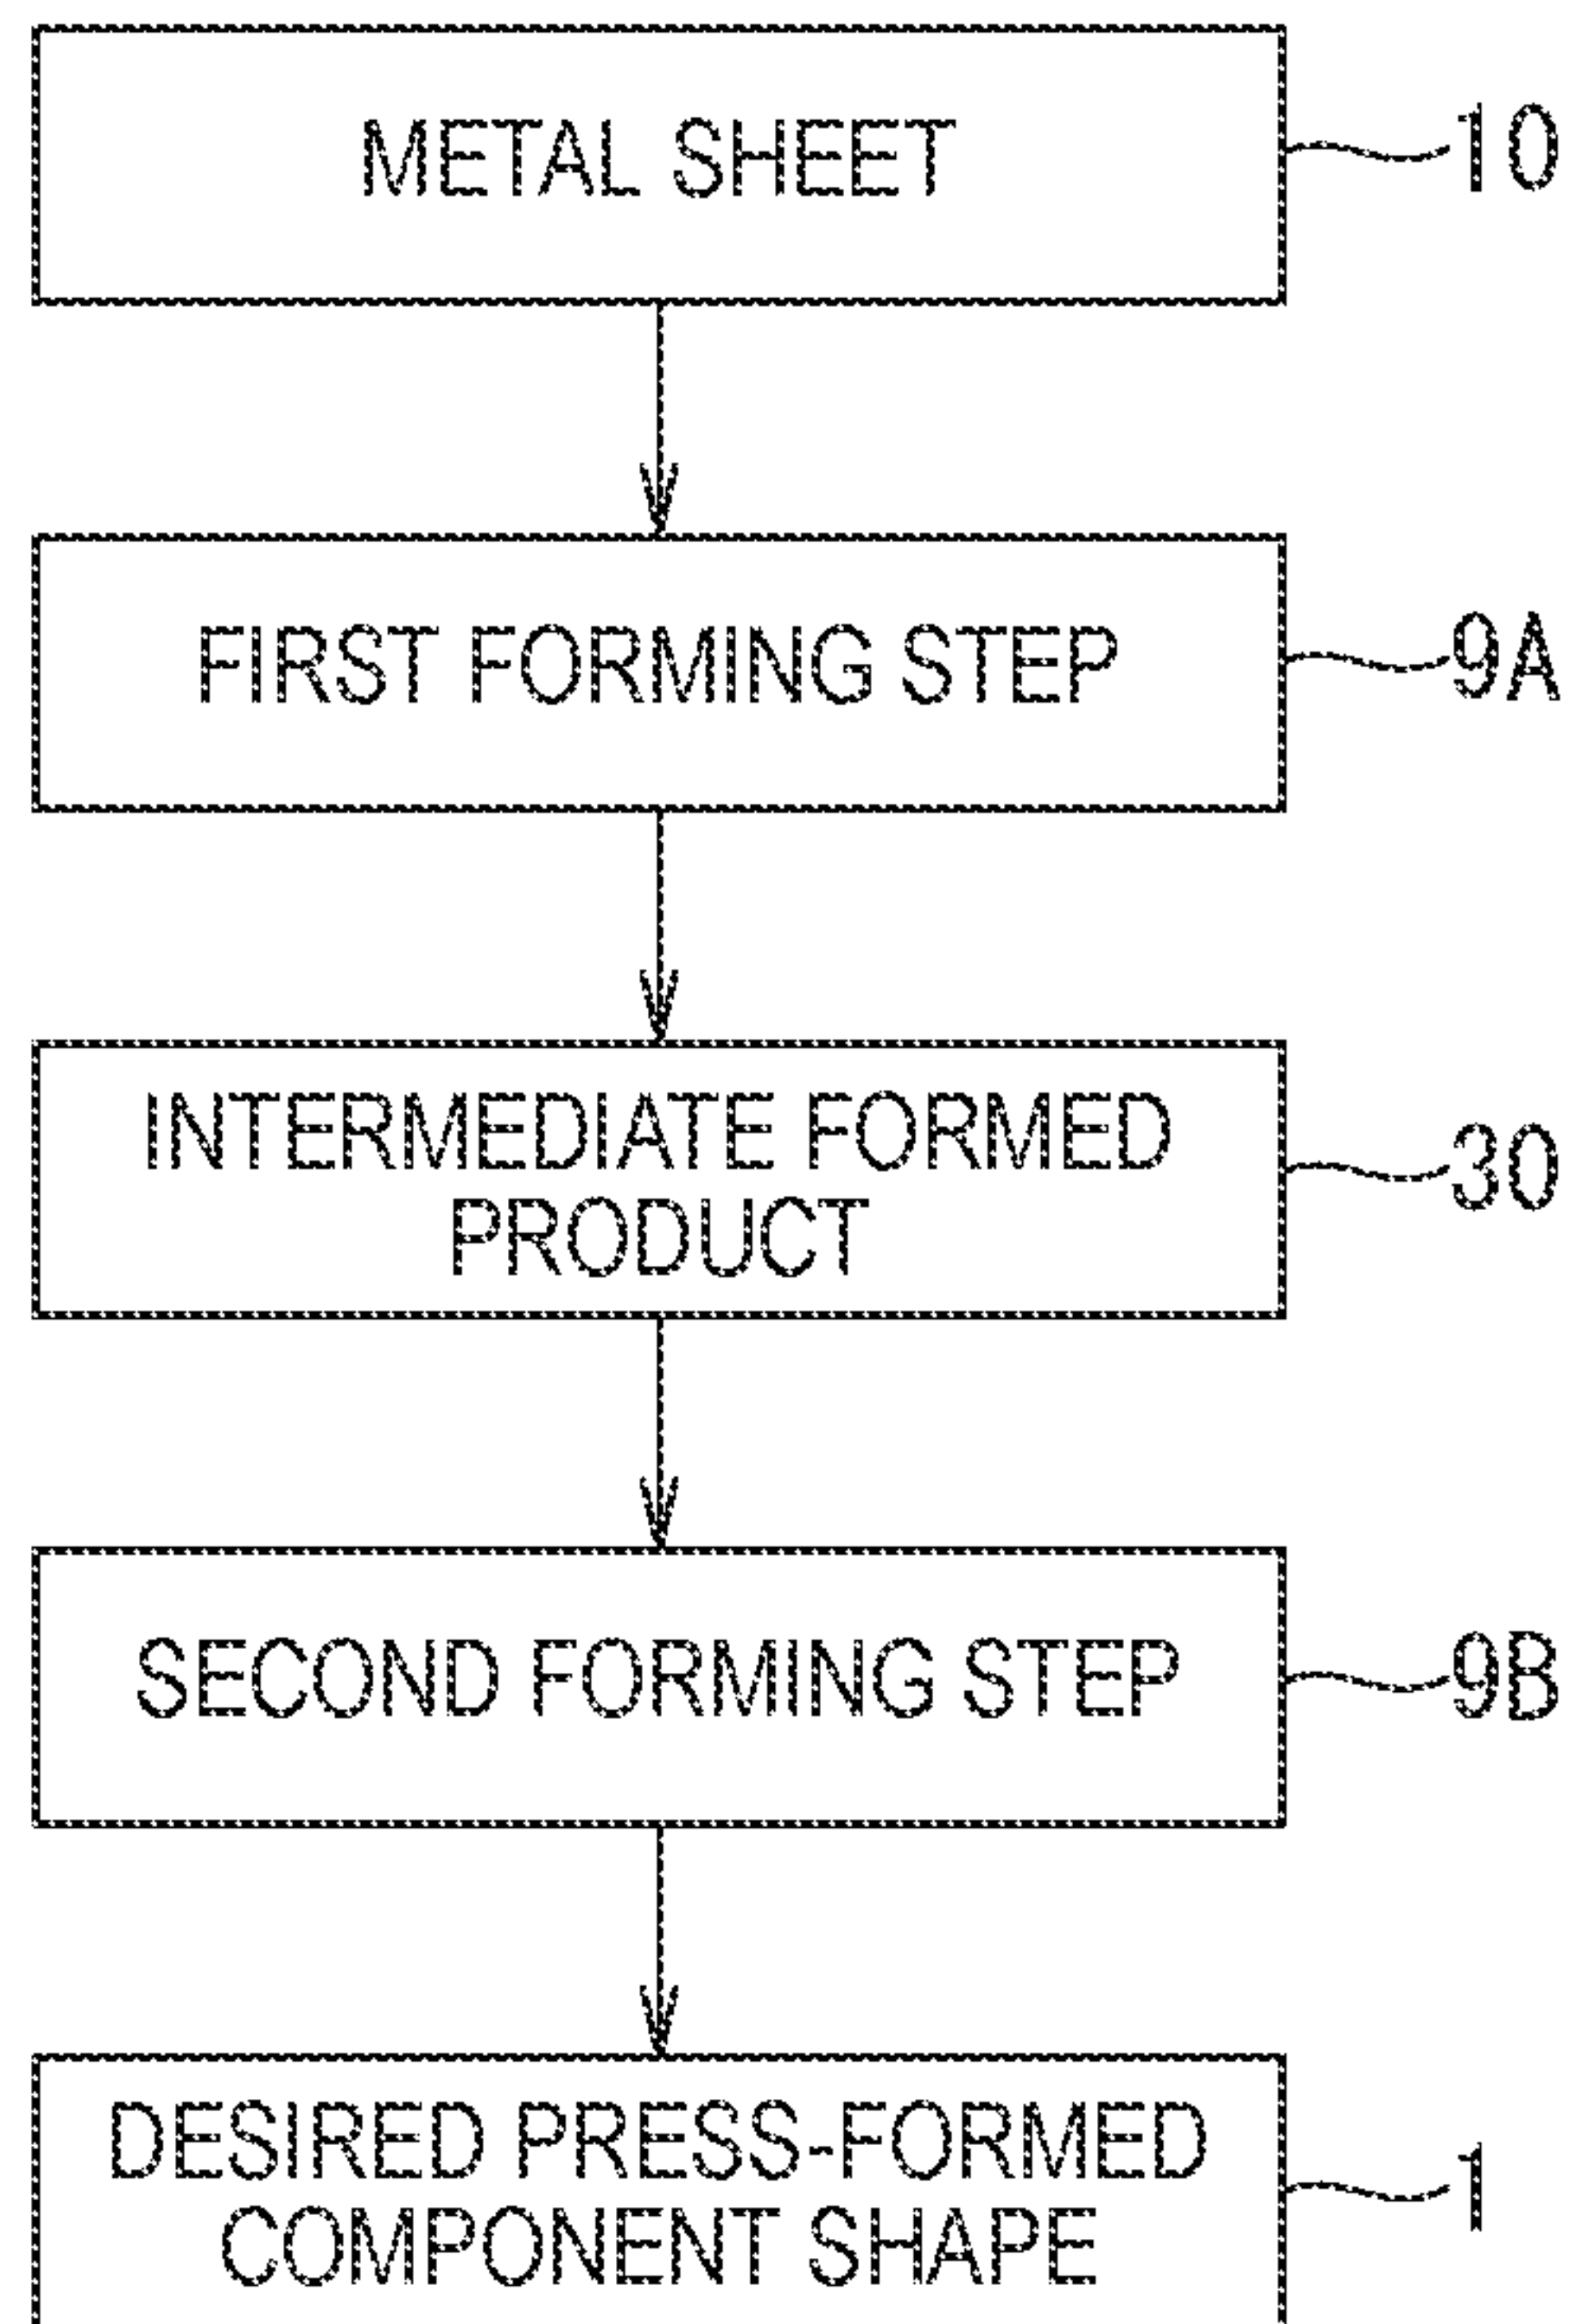 METAL SHEET
10
FIRST FORMING STEP
9A
INTERMEDIATE FORMED
PRODUCT
30
SECOND FORMING STEP
9B
DESIRED PRESS-FORMED
COMPONENT SHAPE
1